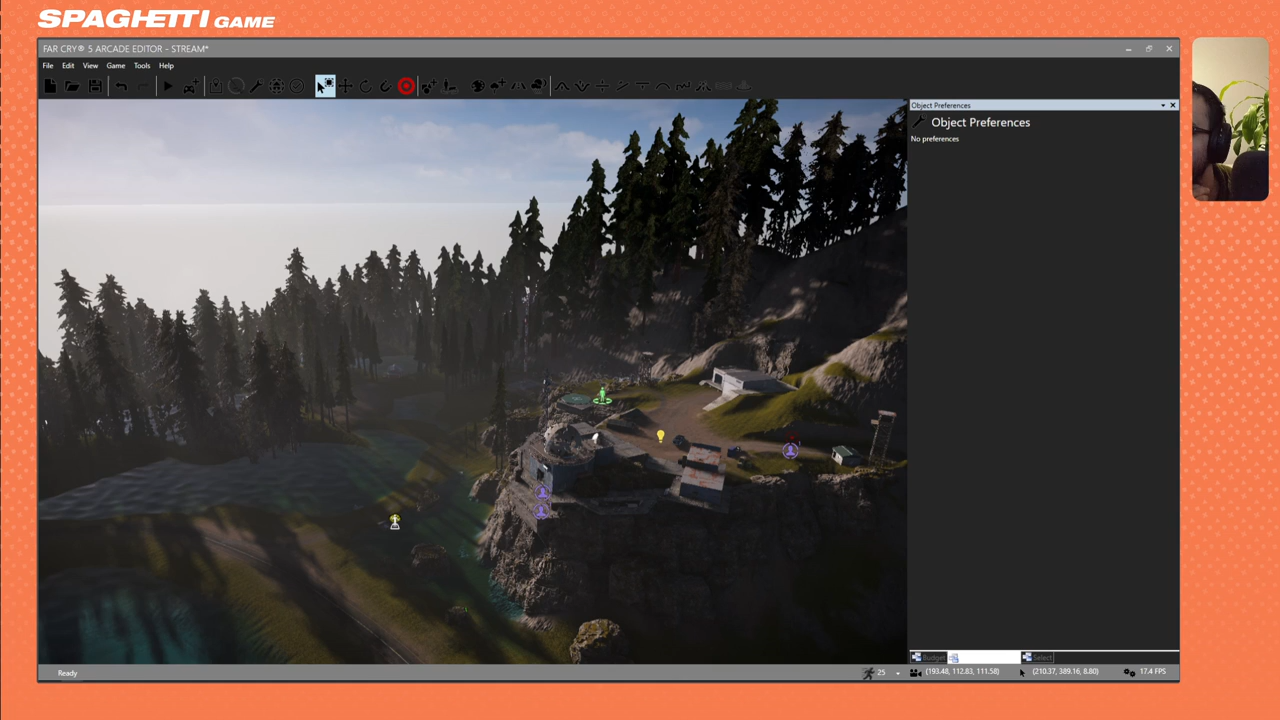 SPAGHETTI GAME
FAR CRY® 5 ARCADE EDITOR - STREAM*
File Edit View Game Tools Help
Object Preferences
Object Preferences
No preferences
Budget
Select
Ready
25
(193.48, 112.83, 111.58)
(210.37, 389.16, 8.80)
17.4 FPS